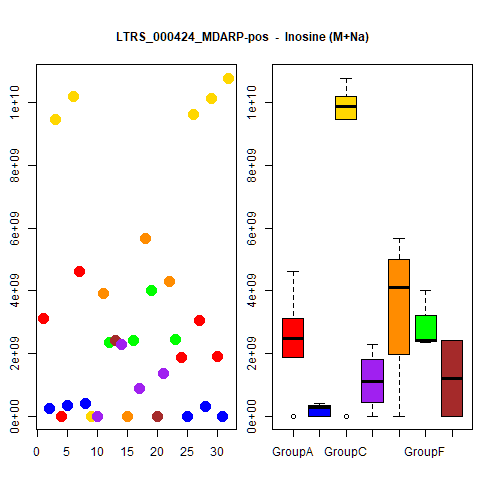 LTRS_000424_MDARP-pos - Inosine (M+Na)
1e+10
8e+09
6e+09
4e+09
2e+09
0e+00
0 5 10 15 20 25 30
1e+10
8e+09
6e+09
4e+09
2e+09
0e+00
GroupA GroupC GroupF